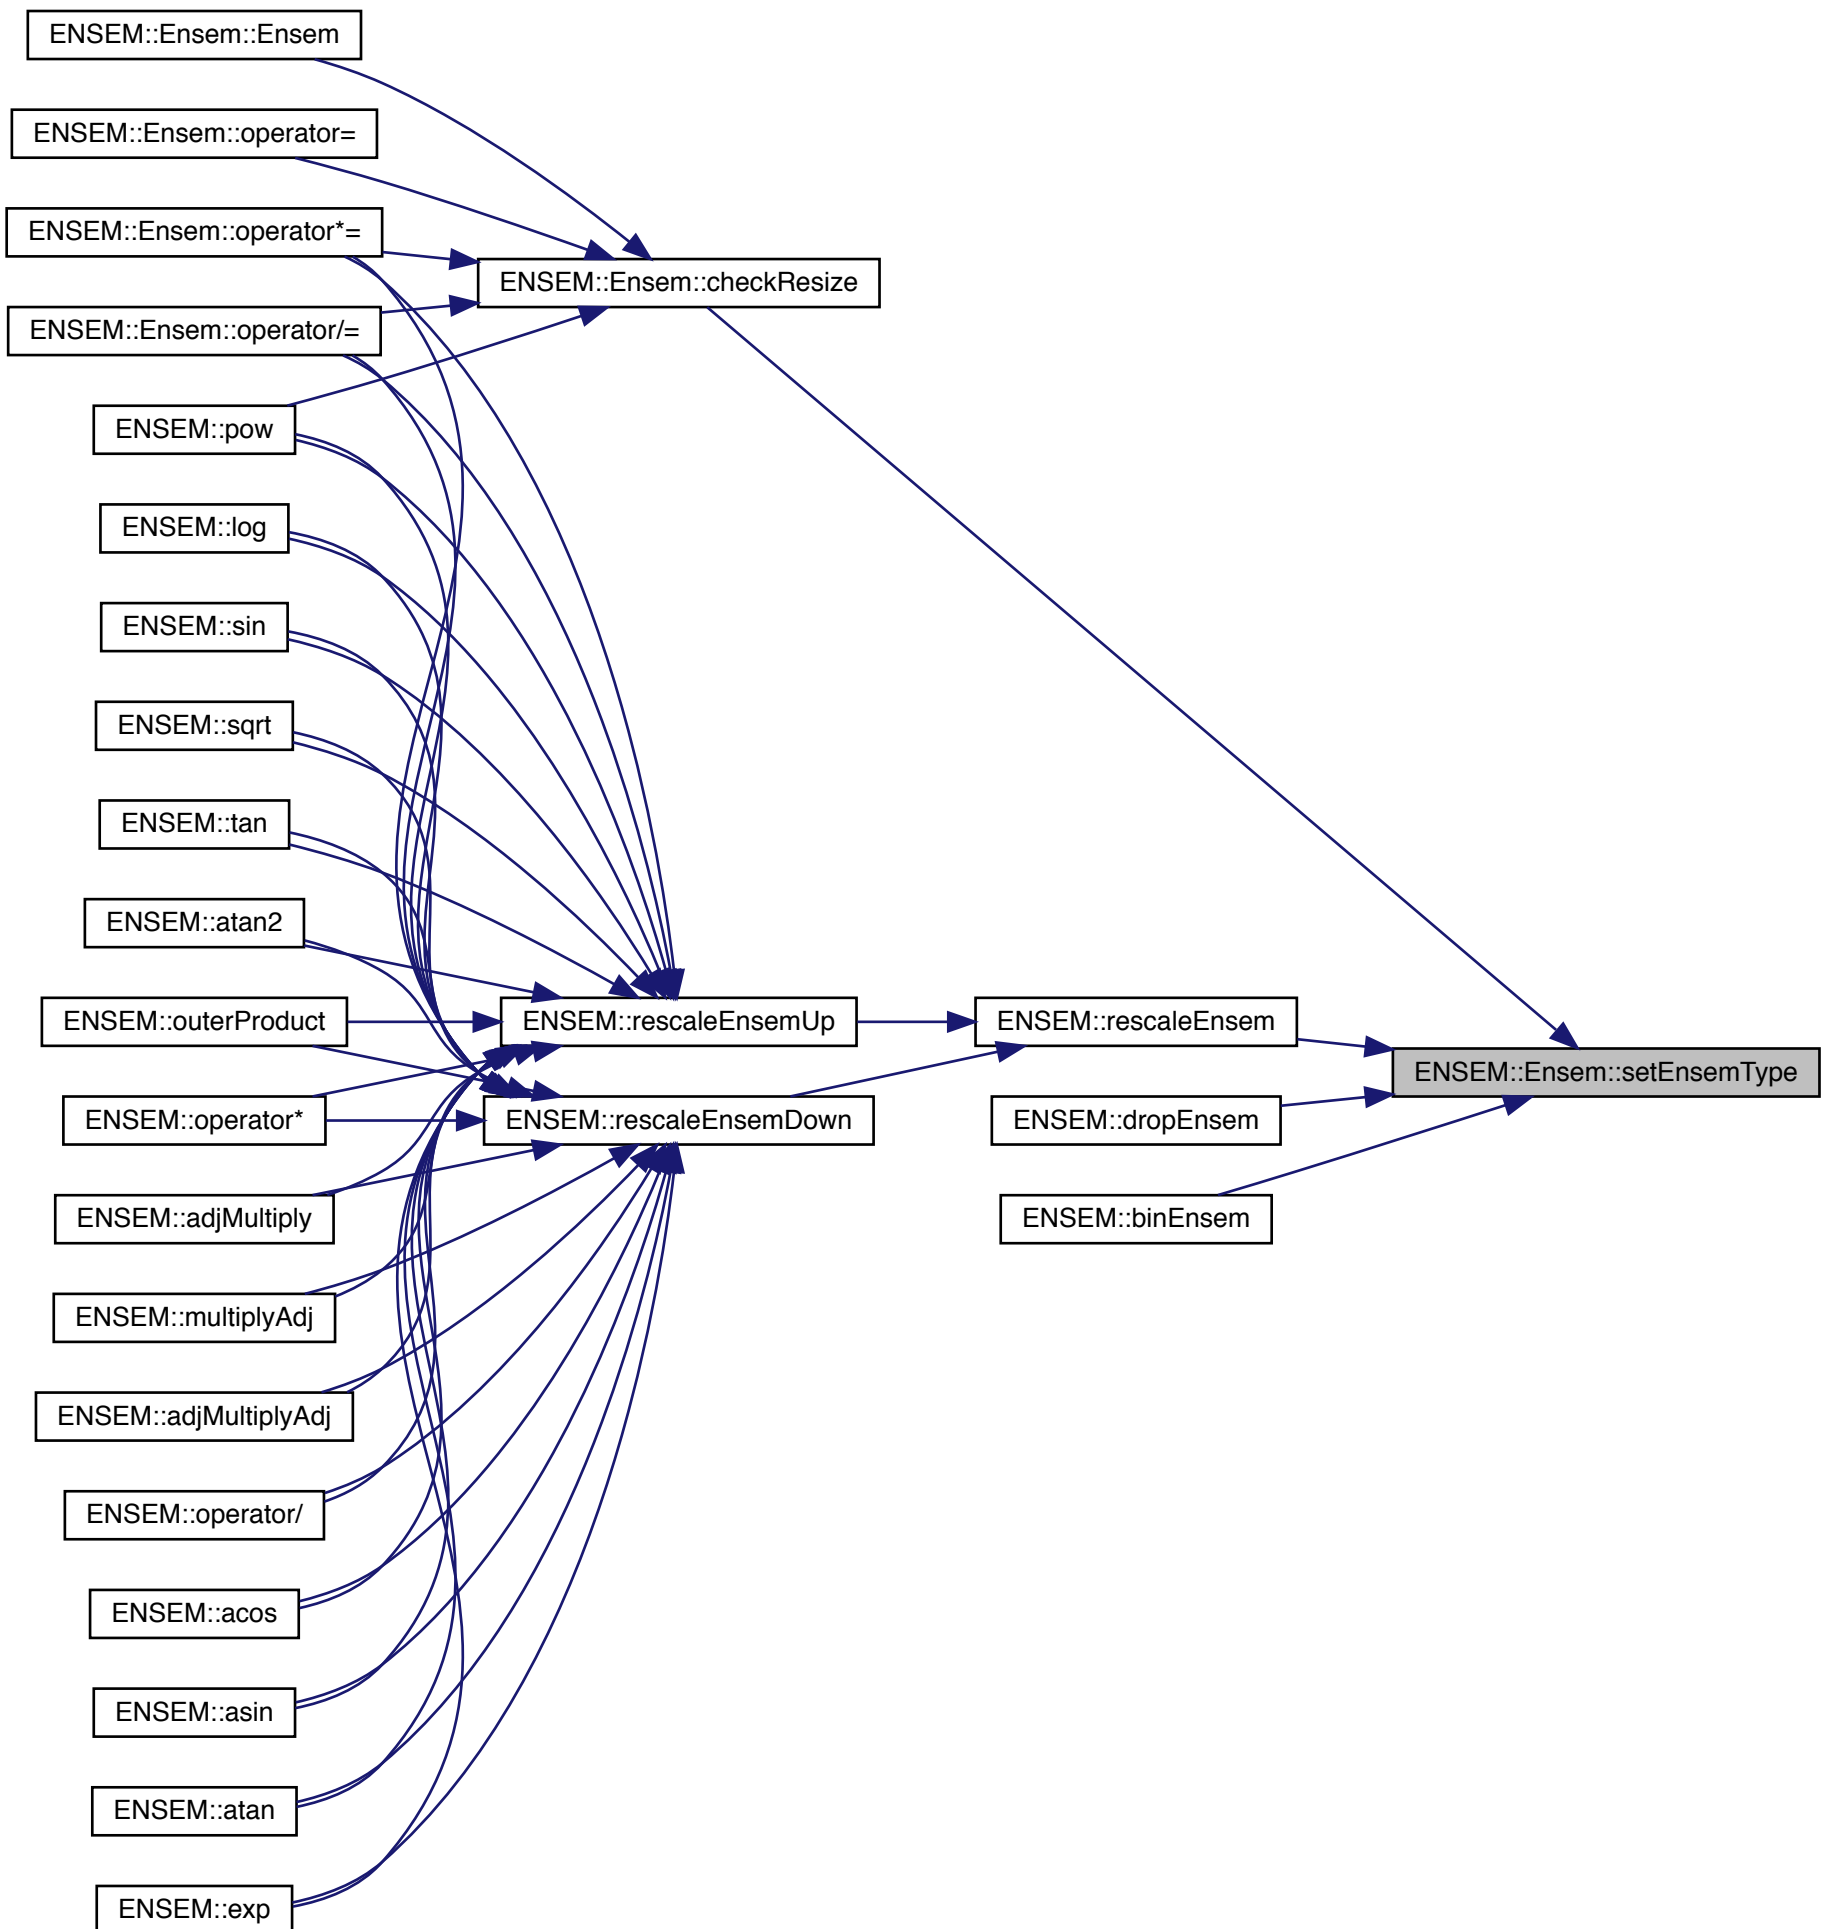 ENSEM::Ensem::Ensem
ENSEM::Ensem::operator=
ENSEM::Ensem::operator*=
ENSEM::Ensem::checkResize
ENSEM::Ensem::operator/=
ENSEM::pow
ENSEM::log
ENSEM::sin
ENSEM::sqrt
ENSEM::tan
ENSEM::atan2
ENSEM::outerProduct
ENSEM::rescaleEnsemUp
ENSEM::rescaleEnsem
ENSEM::Ensem::setEnsemType
ENSEM::operator*
ENSEM::rescaleEnsemDown
ENSEM::dropEnsem
ENSEM::adjMultiply
ENSEM::binEnsem
ENSEM::multiplyAdj
ENSEM::adjMultiplyAdj
ENSEM::operator/
ENSEM::acos
ENSEM::asin
ENSEM::atan
ENSEM::exp